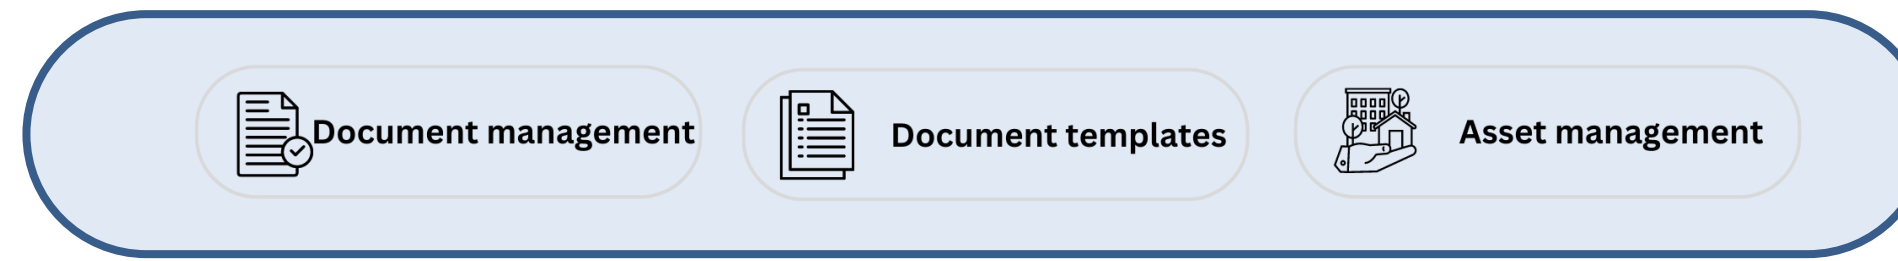 Document management
Document templates
Asset management